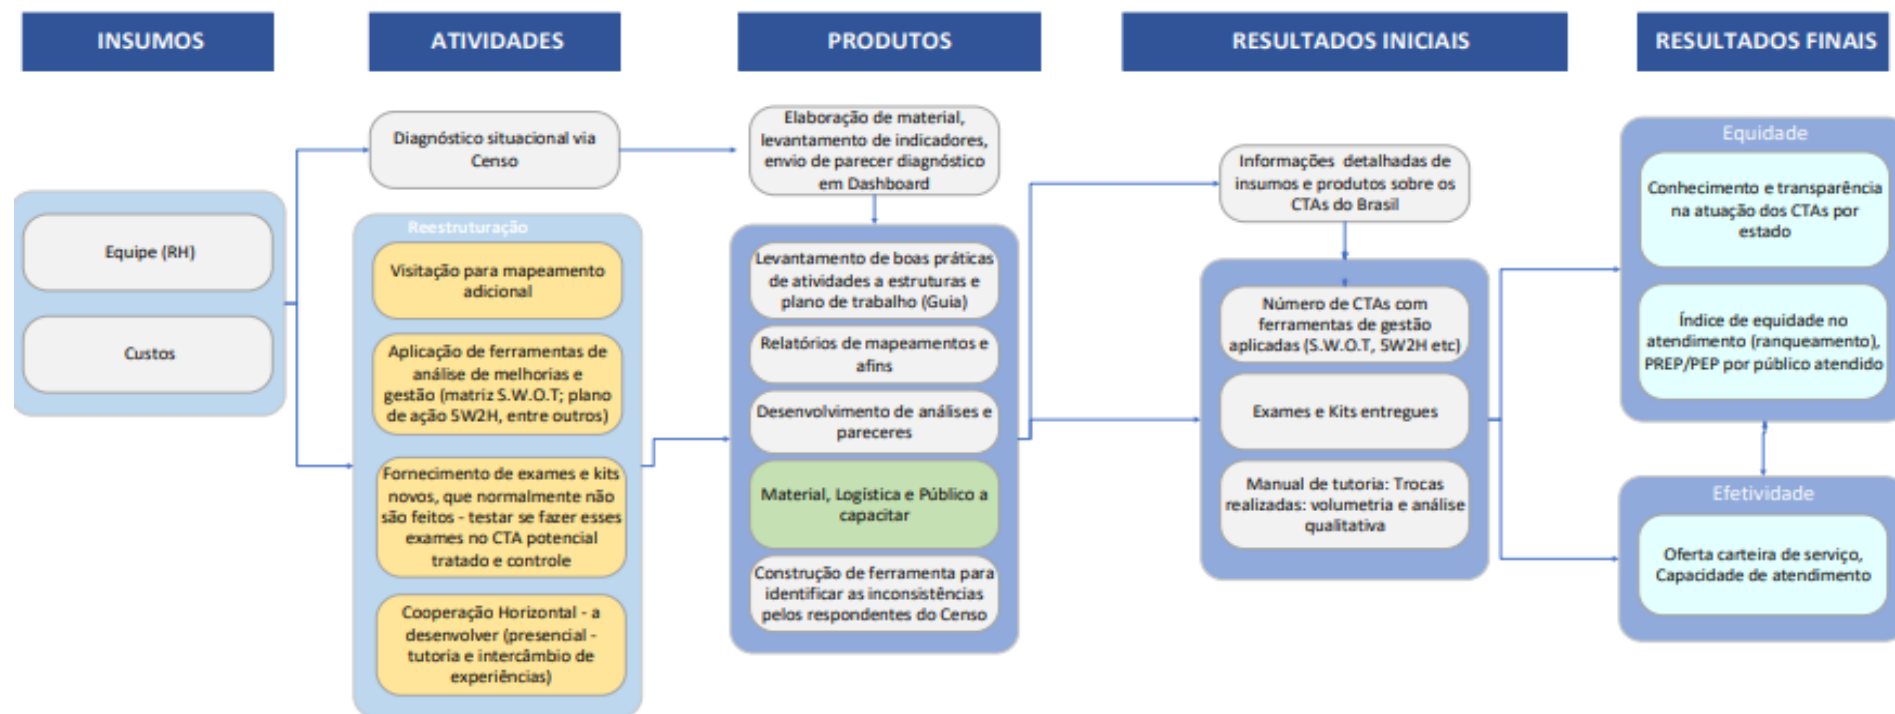 INSUMOS
ATIVIDADES
PRODUTOS
RESULTADOS INICIAIS
RESULTADOS FINAIS
Equipe (RH)
Custos
Diagnóstico situacional via
Censo
Reestruturação
Visitação para mapeamento
adicional
Aplicação de ferramentas de
análise de melhorias e
gestão (matriz S.W.O.T; plano
de ação 5W2H, entre outros)
Fornecimento de exames e kits
novos, que normalmente não
são feitos - testar se fazer esses
exames no CTA potencial
tratado e controle
Cooperação Horizontal - a
desenvolver (presencial -
tutoria e intercâmbio de
experiências)
Elaboração de material,
levantamento de indicadores,
envio de parecer diagnóstico
em Dashboard
Levantamento de boas práticas
de atividades a estruturas e
plano de trabalho (Guia)
Relatórios de mapeamentos e
afins
Desenvolvimento de análises e
pareceres
Material, Logística e Público a
capacitar
Construção de ferramenta para
identificar as inconsistências
pelos respondentes do Censo
Informações detalhadas de
insumos e produtos sobre os
CTAs do Brasil
Número de CTAs com
ferramentas de gestão
aplicadas (S.W.O.T, 5W2H etc)
Exames e Kits entregues
Manual de tutoria: Trocas
realizadas: volumetria e análise
qualitativa
Equidade
Conhecimento e transparência
na atuação dos CTAs por
estado
Índice de equidade no
atendimento (ranqueamento),
PREP/PEP por público atendido
Efetividade
Oferta carteira de serviço,
Capacidade de atendimento